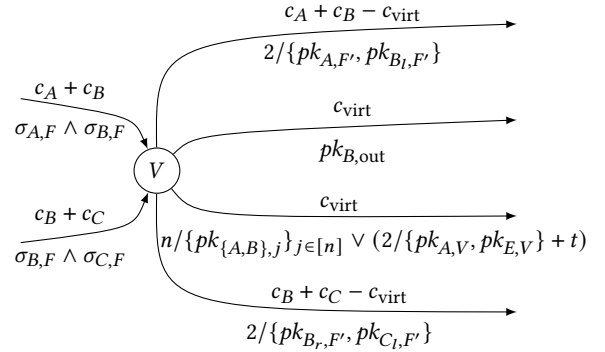 c_A + c_B − c_virt
2/{pk_{A,F′}, pk_{B_l,F′}}
c_A + c_B
σ_{A,F} ∧ σ_{B,F}
c_virt
pk_{B,out}
V
c_B + c_C
σ_{B,F} ∧ σ_{C,F}
c_virt
n/{pk_{{A,B},j}}_{j∈[n]} ∨ (2/{pk_{A,V}, pk_{E,V}} + t)
c_B + c_C − c_virt
2/{pk_{B_r,F′}, pk_{C_l,F′}}